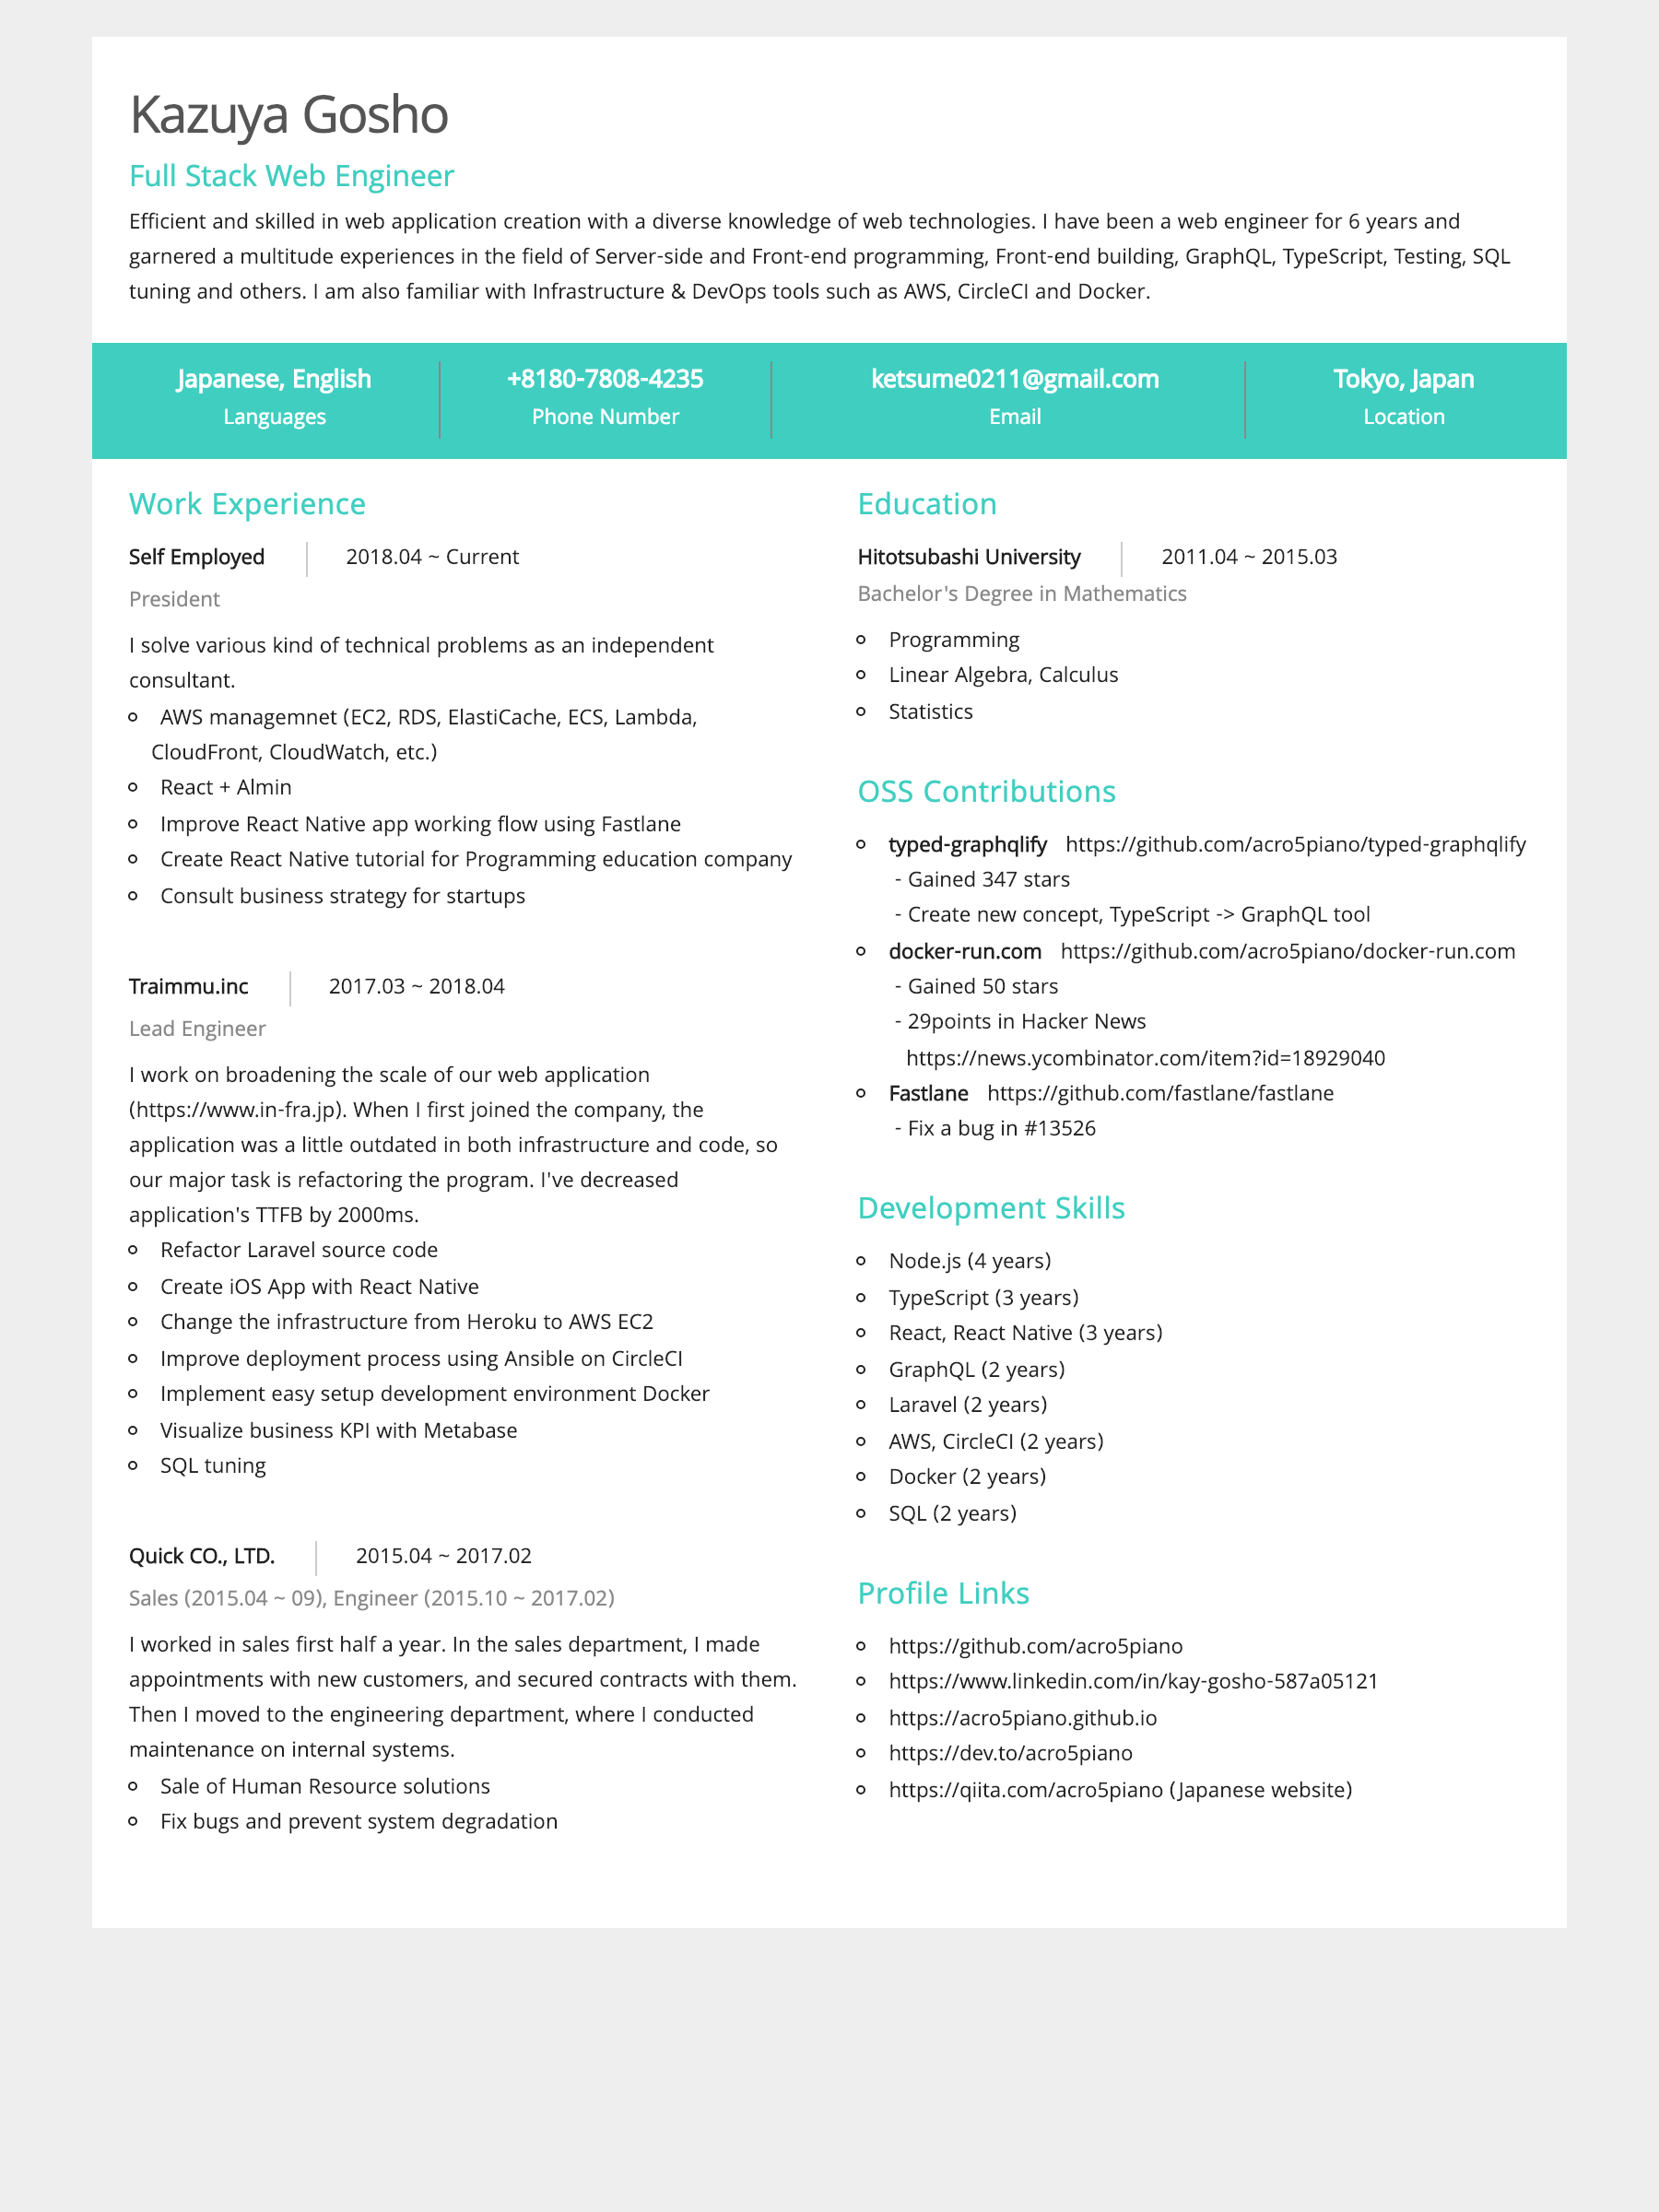 Kazuya Gosho
Full Stack Web Engineer
Efficient and skilled in web application creation with a diverse knowledge of web technologies. I have been a web engineer for 6 years and
garnered a multitude experiences in the field of Server-side and Front-end programming, Front-end building, GraphQL, TypeScript, Testing, SQL
tuning and others. I am also familiar with Infrastructure & DevOps tools such as AWS, CircleCI and Docker.
Japanese, English
Languages
+8180-7808-4235
Phone Number
ketsume0211@gmail.com
Email
Tokyo, Japan
Location
Work Experience
Self Employed 2018.04 ~ Current
President
I solve various kind of technical problems as an independent
consultant.
AWS managemnet (EC2, RDS, ElastiCache, ECS, Lambda,
CloudFront, CloudWatch, etc.)
React + Almin
Improve React Native app working flow using Fastlane
Create React Native tutorial for Programming education company
Consult business strategy for startups
Traimmu.inc 2017.03 ~ 2018.04
Lead Engineer
I work on broadening the scale of our web application
(https://www.in-fra.jp). When I first joined the company, the
application was a little outdated in both infrastructure and code, so
our major task is refactoring the program. I've decreased
application's TTFB by 2000ms.
Refactor Laravel source code
Create iOS App with React Native
Change the infrastructure from Heroku to AWS EC2
Improve deployment process using Ansible on CircleCI
Implement easy setup development environment Docker
Visualize business KPI with Metabase
SQL tuning
Quick CO., LTD. 2015.04 ~ 2017.02
Sales (2015.04 ~ 09), Engineer (2015.10 ~ 2017.02)
I worked in sales first half a year. In the sales department, I made
appointments with new customers, and secured contracts with them.
Then I moved to the engineering department, where I conducted
maintenance on internal systems.
Sale of Human Resource solutions
Fix bugs and prevent system degradation
Education
Hitotsubashi University 2011.04 ~ 2015.03
Bachelor's Degree in Mathematics
Programming
Linear Algebra, Calculus
Statistics
OSS Contributions
typed-graphqlify https://github.com/acro5piano/typed-graphqlify
- Gained 347 stars
- Create new concept, TypeScript -> GraphQL tool
docker-run.com https://github.com/acro5piano/docker-run.com
- Gained 50 stars
- 29points in Hacker News
https://news.ycombinator.com/item?id=18929040
Fastlane https://github.com/fastlane/fastlane
- Fix a bug in #13526
Development Skills
Node.js (4 years)
TypeScript (3 years)
React, React Native (3 years)
GraphQL (2 years)
Laravel (2 years)
AWS, CircleCI (2 years)
Docker (2 years)
SQL (2 years)
Profile Links
https://github.com/acro5piano
https://www.linkedin.com/in/kay-gosho-587a05121
https://acro5piano.github.io
https://dev.to/acro5piano
https://qiita.com/acro5piano (Japanese website)